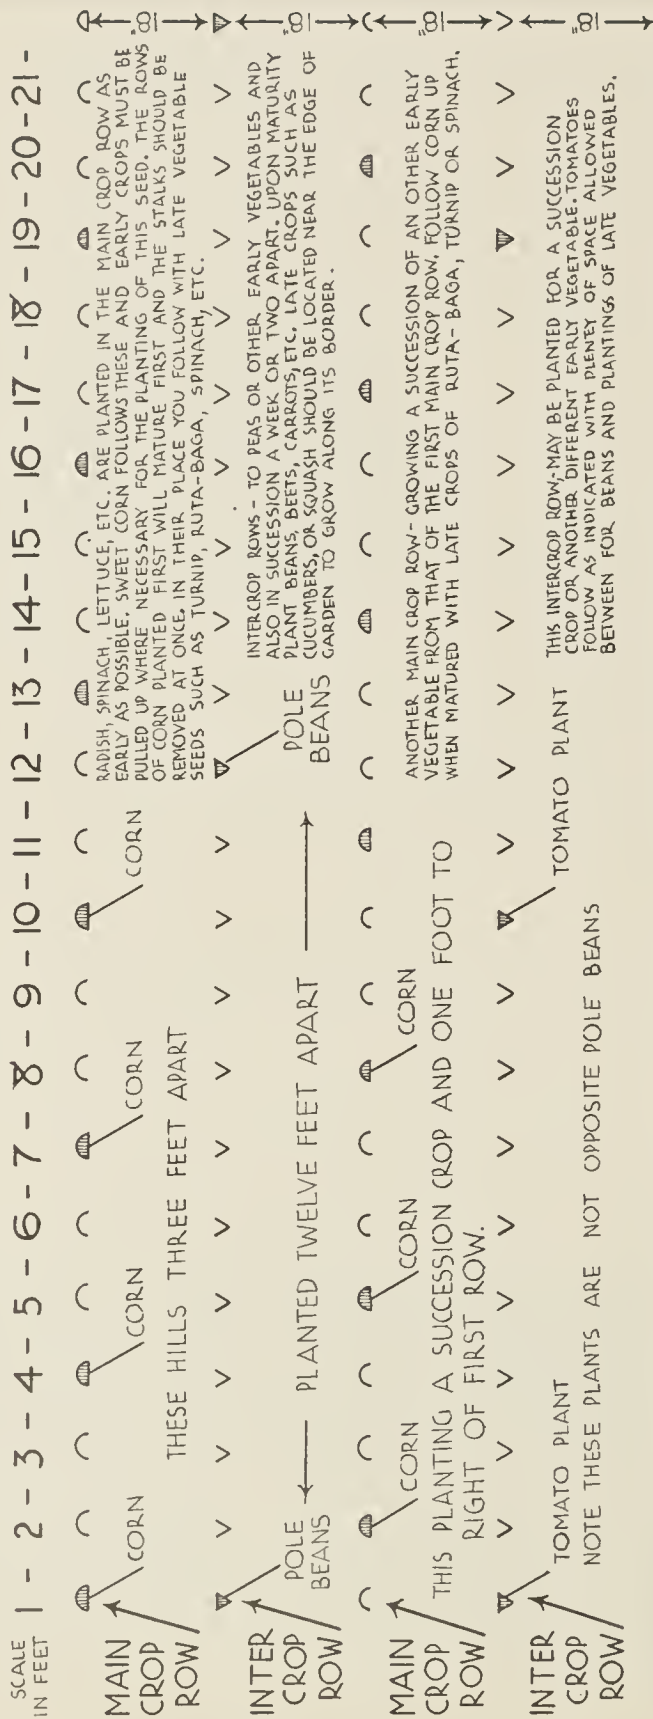 SCALE
IN FEET
1 - 2 - 3 - 4 - 5 - 6 - 7 - 8 - 9 - 10 - 11 - 12 - 13 - 14 - 15 - 16 - 17 - 18 - 19 - 20 - 21 -
MAIN
CROP
ROW
CORN
CORN
CORN
CORN
THESE HILLS THREE FEET APART
RADISH, SPINACH, LETTUCE, ETC. ARE PLANTED IN THE MAIN CROP ROW AS
EARLY AS POSSIBLE. SWEET CORN FOLLOWS THESE AND EARLY CROPS MUST BE
PULLED UP WHERE NECESSARY FOR THE PLANTING OF THIS SEED. THE ROWS
OF CORN PLANTED FIRST WILL MATURE FIRST AND THE STALKS SHOULD BE
REMOVED AT ONCE. IN THEIR PLACE YOU FOLLOW WITH LATE VEGETABLE
SEEDS SUCH AS TURNIP, RUTA-BAGA, SPINACH, ETC.
18"
INTER
CROP
ROW
POLE
BEANS
PLANTED TWELVE FEET APART
POLE
BEANS
INTERCROP ROWS - TO PEAS OR OTHER EARLY VEGETABLES AND
ALSO IN SUCCESSION A WEEK OR TWO APART. UPON MATURITY
PLANT BEANS, BEETS, CARROTS, ETC. LATE CROPS SUCH AS
CUCUMBERS, OR SQUASH SHOULD BE LOCATED NEAR THE EDGE OF
GARDEN TO GROW ALONG ITS BORDER.
18"
MAIN
CROP
ROW
CORN
CORN
CORN
THIS PLANTING A SUCCESSION CROP AND ONE FOOT TO
RIGHT OF FIRST ROW.
ANOTHER MAIN CROP ROW - GROWING A SUCCESSION OF AN OTHER EARLY
VEGETABLE FROM THAT OF THE FIRST MAIN CROP ROW. FOLLOW CORN UP
WHEN MATURED WITH LATE CROPS OF RUTA-BAGA, TURNIP OR SPINACH.
18"
INTER
CROP
ROW
TOMATO PLANT
TOMATO PLANT
NOTE THESE PLANTS ARE NOT OPPOSITE POLE BEANS
THIS INTERCROP ROW, MAY BE PLANTED FOR A SUCCESSION
CROP OR ANOTHER DIFFERENT EARLY VEGETABLE. TOMATOES
FOLLOW AS INDICATED WITH PLENTY OF SPACE ALLOWED
BETWEEN FOR BEANS AND PLANTINGS OF LATE VEGETABLES.
18"